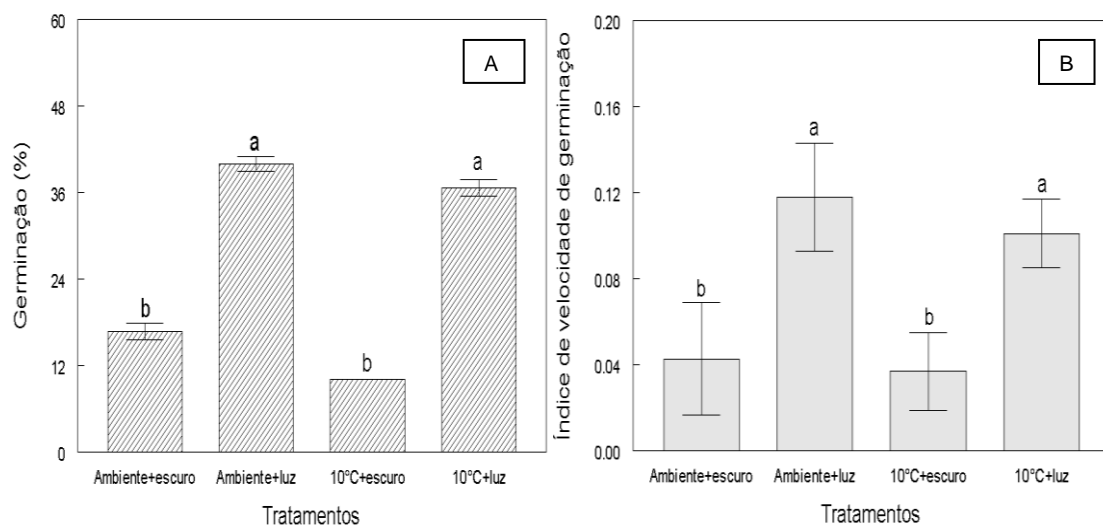 A
Germinação (%)
60
48
36
24
12
0
b
a
b
a
Ambiente+escuro
Ambiente+luz
10°C+escuro
10°C+luz
Tratamentos
B
Índice de velocidade de germinação
0.20
0.16
0.12
0.08
0.04
0.00
b
a
b
a
Ambiente+escuro
Ambiente+luz
10°C+escuro
10°C+luz
Tratamentos